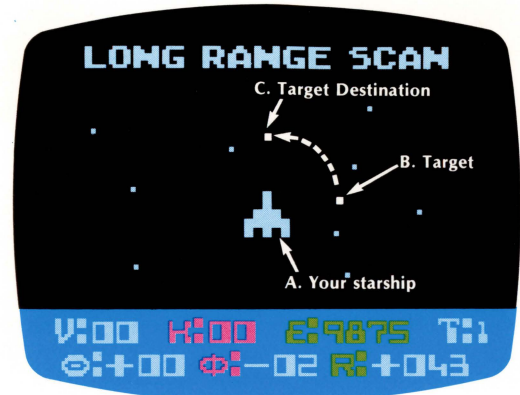 LONG RANGE SCAN
C. Target Destination
B. Target
A. Your starship
V:00 K:00 E:9875 T:1
Θ:+00 Φ:-02 R:+043